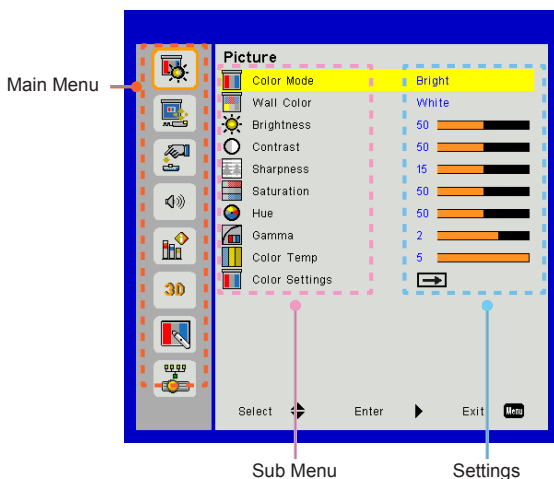 Picture
Main Menu
Color Mode Bright
Wall Color White
Brightness 50
Contrast 50
Sharpness 15
Saturation 50
Hue 50
Gamma 2
Color Temp 5
Color Settings
3D
Select Enter Exit Menu
Sub Menu Settings